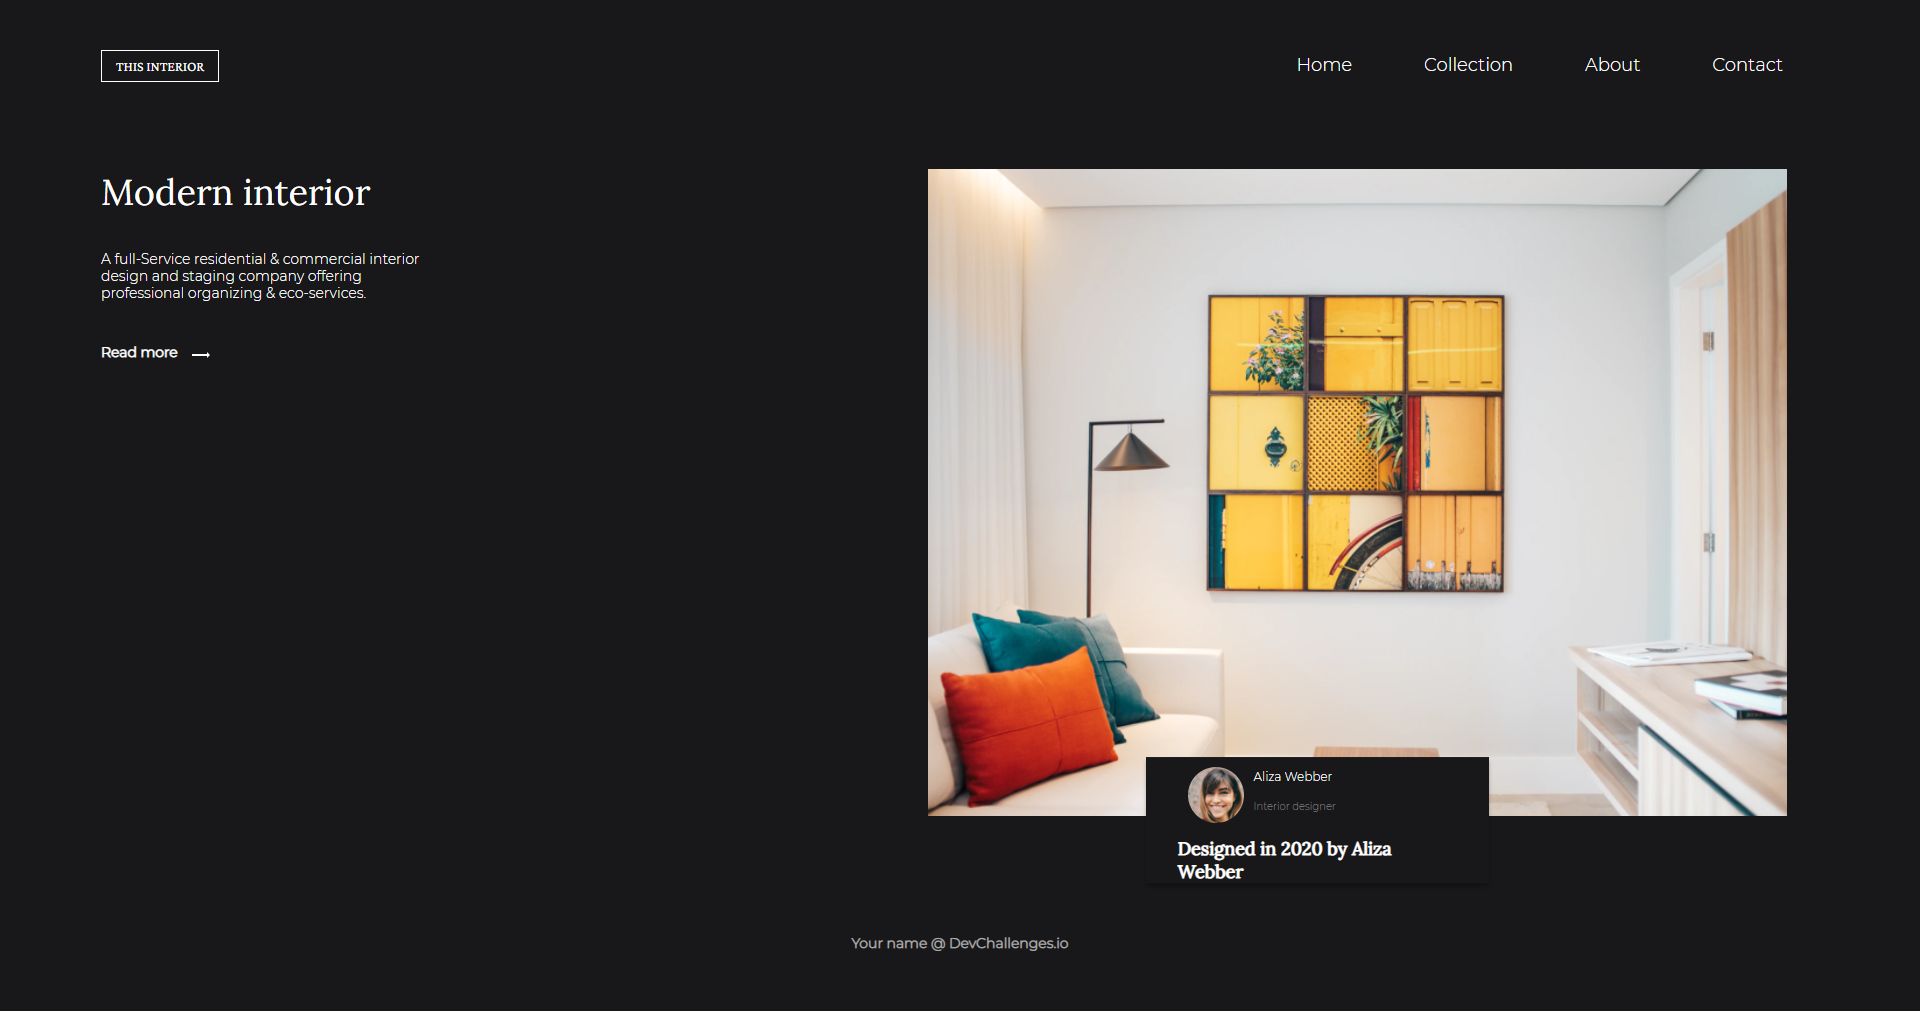 THIS INTERIOR
Home
Collection
About
Contact
Modern interior
A full-Service residential & commercial interior
design and staging company offering
professional organizing & eco-services.
Read more
Aliza Webber
Interior designer
Designed in 2020 by Aliza
Webber
Your name @ DevChallenges.io